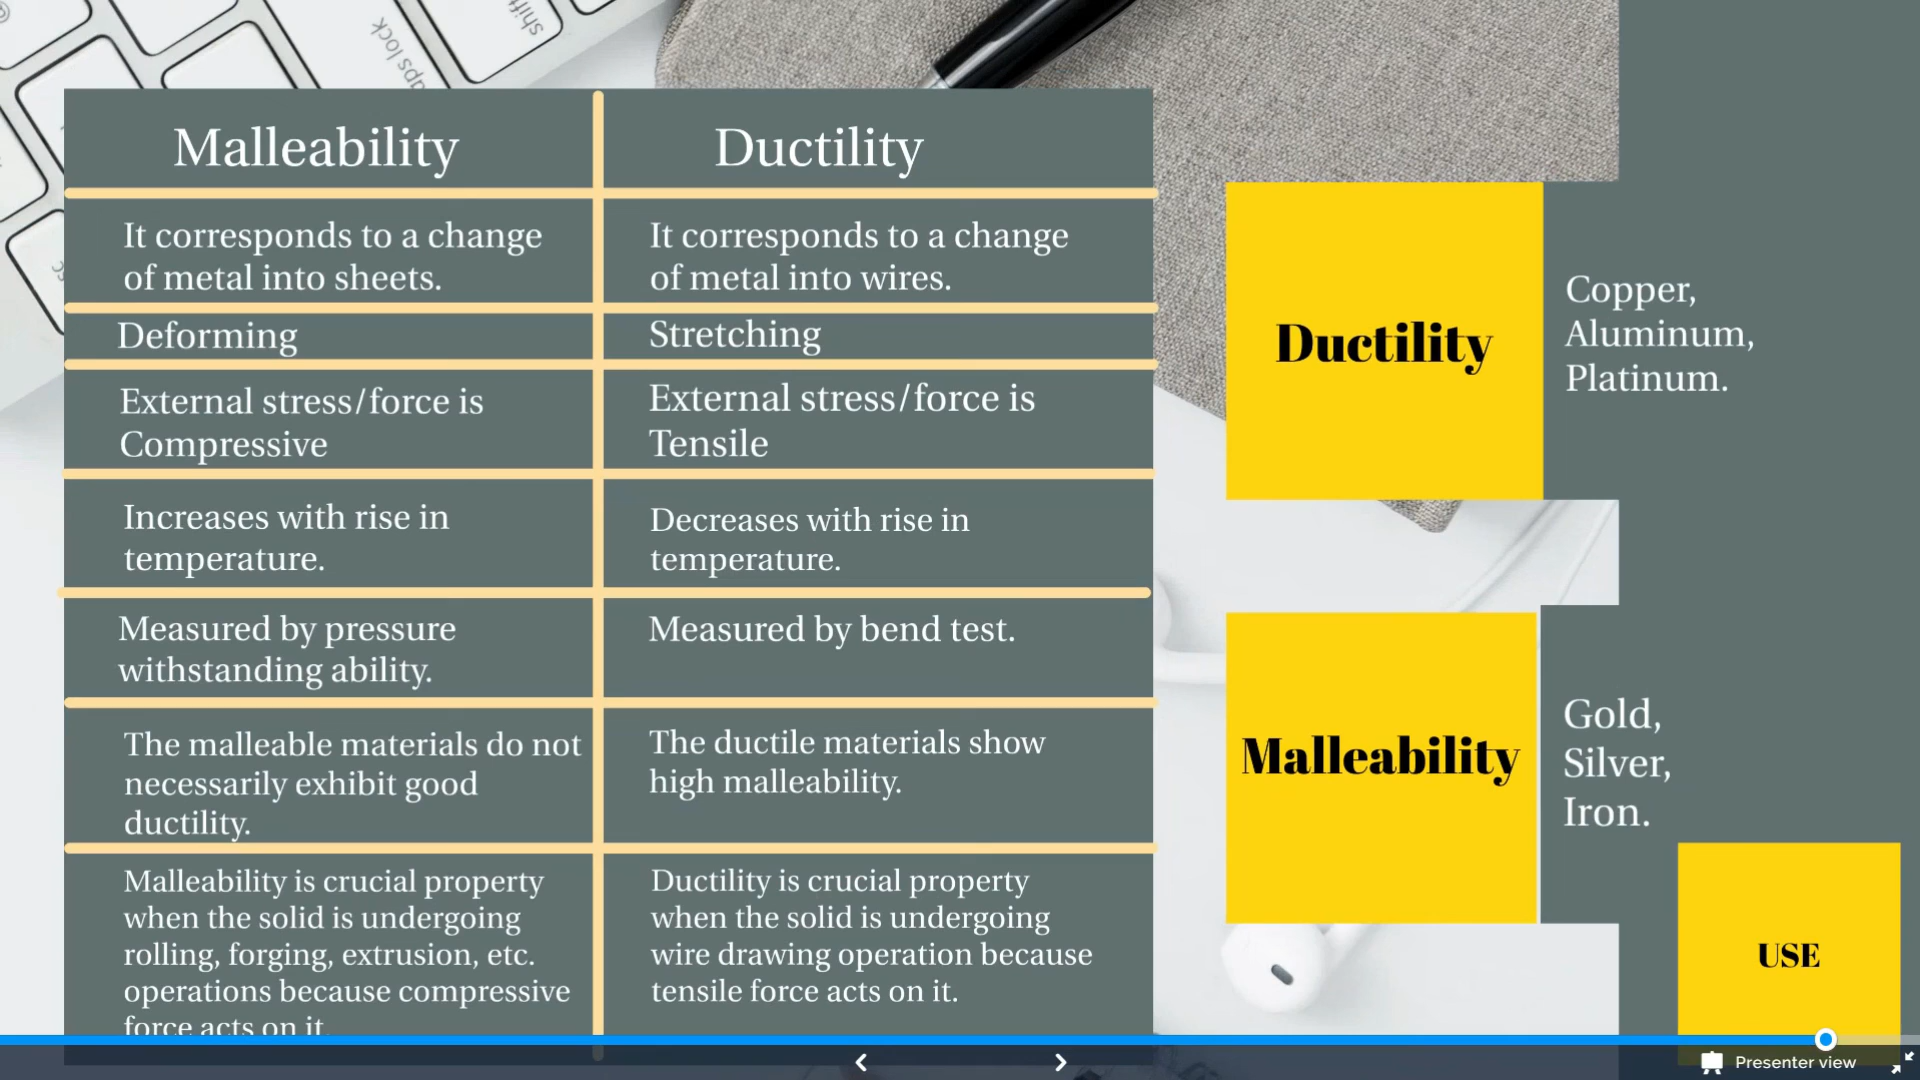 shift
caps lock
Malleability
Ductility
It corresponds to a change
of metal into sheets.
It corresponds to a change
of metal into wires.
Deforming
Stretching
External stress/force is
Compressive
External stress/force is
Tensile
Increases with rise in
temperature.
Decreases with rise in
temperature.
Measured by pressure
withstanding ability.
Measured by bend test.
The malleable materials do not
necessarily exhibit good
ductility.
The ductile materials show
high malleability.
Malleability is crucial property
when the solid is undergoing
rolling, forging, extrusion, etc.
operations because compressive
force acts on it.
Ductility is crucial property
when the solid is undergoing
wire drawing operation because
tensile force acts on it.
Ductility
Copper,
Aluminum,
Platinum.
Malleability
Gold,
Silver,
Iron.
USE
Presenter view